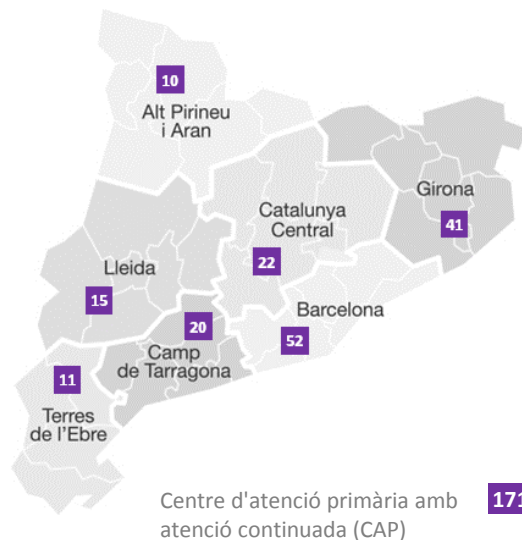 10
Alt Pirineu
i Aran
Girona
41
Catalunya
Central
22
Lleida
15
Barcelona
52
20
Camp
de Tarragona
11
Terres
de l'Ebre
Centre d'atenció primària amb 171
atenció continuada (CAP)